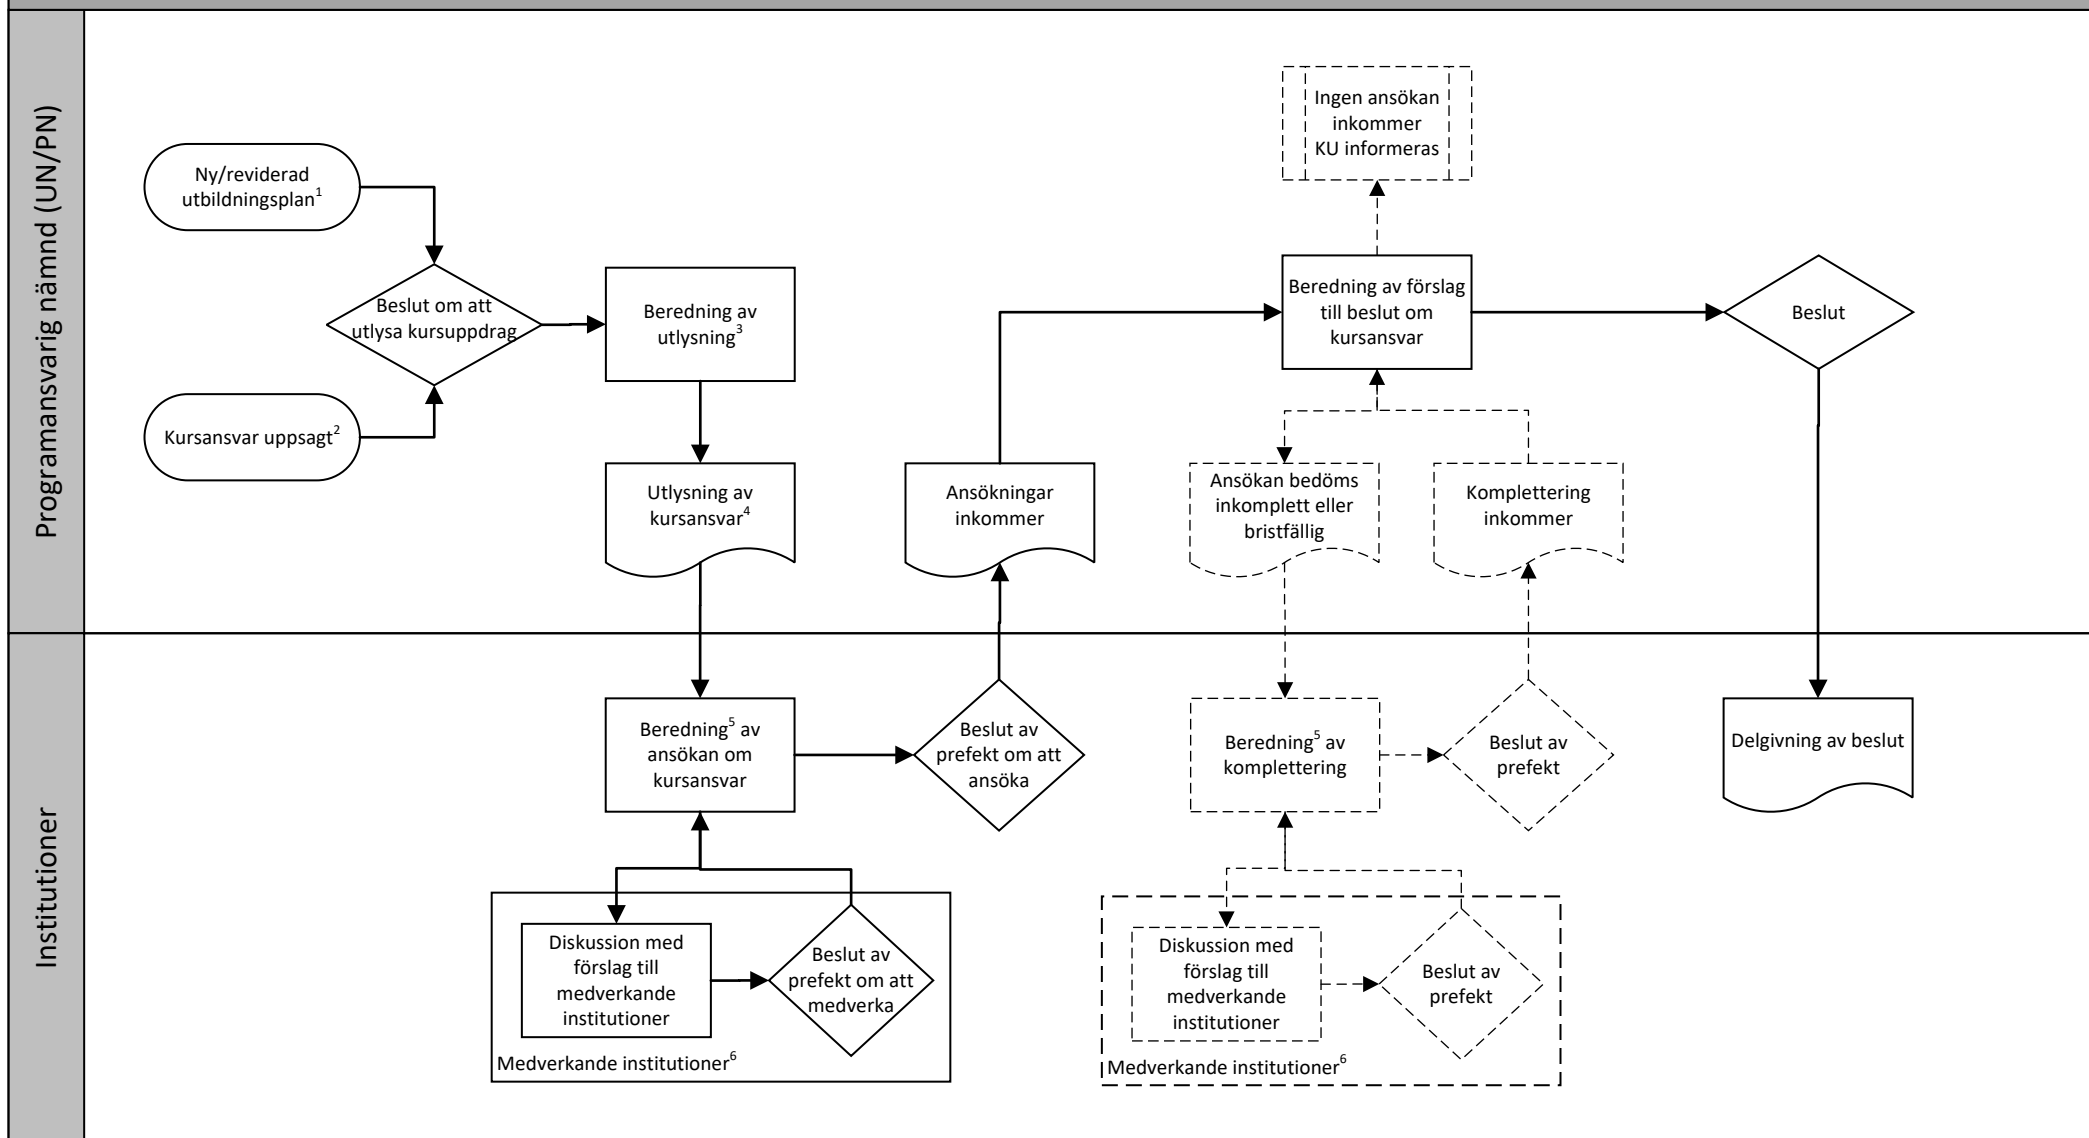 Programansvarig nämnd (UN/PN)
Ny/reviderad
utbildningsplan¹
Beslut om att
utlysa kursuppdrag
Kursansvar uppsagt²
Beredning av
utlysning³
Utlysning av
kursansvar⁴
Ansökningar
inkommer
Ingen ansökan
inkommer
KU informeras
Beredning av förslag
till beslut om
kursansvar
Beslut
Ansökan bedöms
inkomplett eller
bristfällig
Komplettering
inkommer
Institutioner
Beredning⁵ av
ansökan om
kursansvar
Beslut av
prefekt om att
ansöka
Diskussion med
förslag till
medverkande
institutioner
Beslut av
prefekt om att
medverka
Medverkande institutioner⁶
Beredning⁵ av
komplettering
Beslut av
prefekt
Diskussion med
förslag till
medverkande
institutioner
Beslut av
prefekt
Medverkande institutioner⁶
Delgivning av beslut